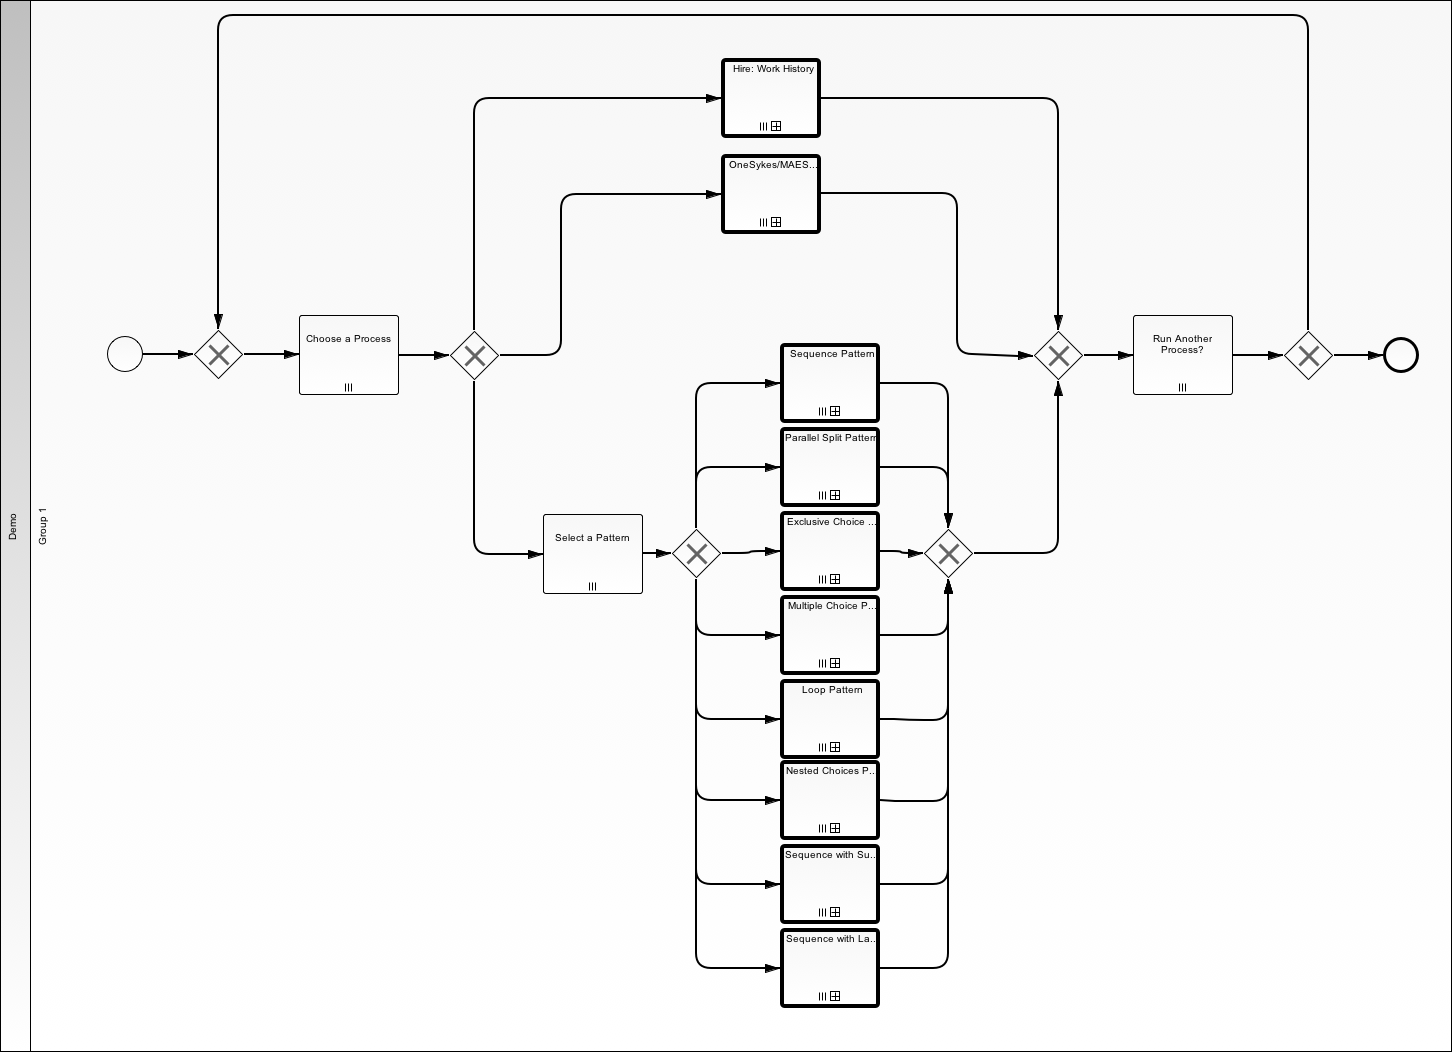 Demo
Group 1
Hire: Work History
OneSykes/MAES...
Choose a Process
Run Another
Process?
Sequence Pattern
Parallel Split Pattern
Exclusive Choice ...
Select a Pattern
Multiple Choice P...
Loop Pattern
Nested Choices P...
Sequence with Su...
Sequence with La...